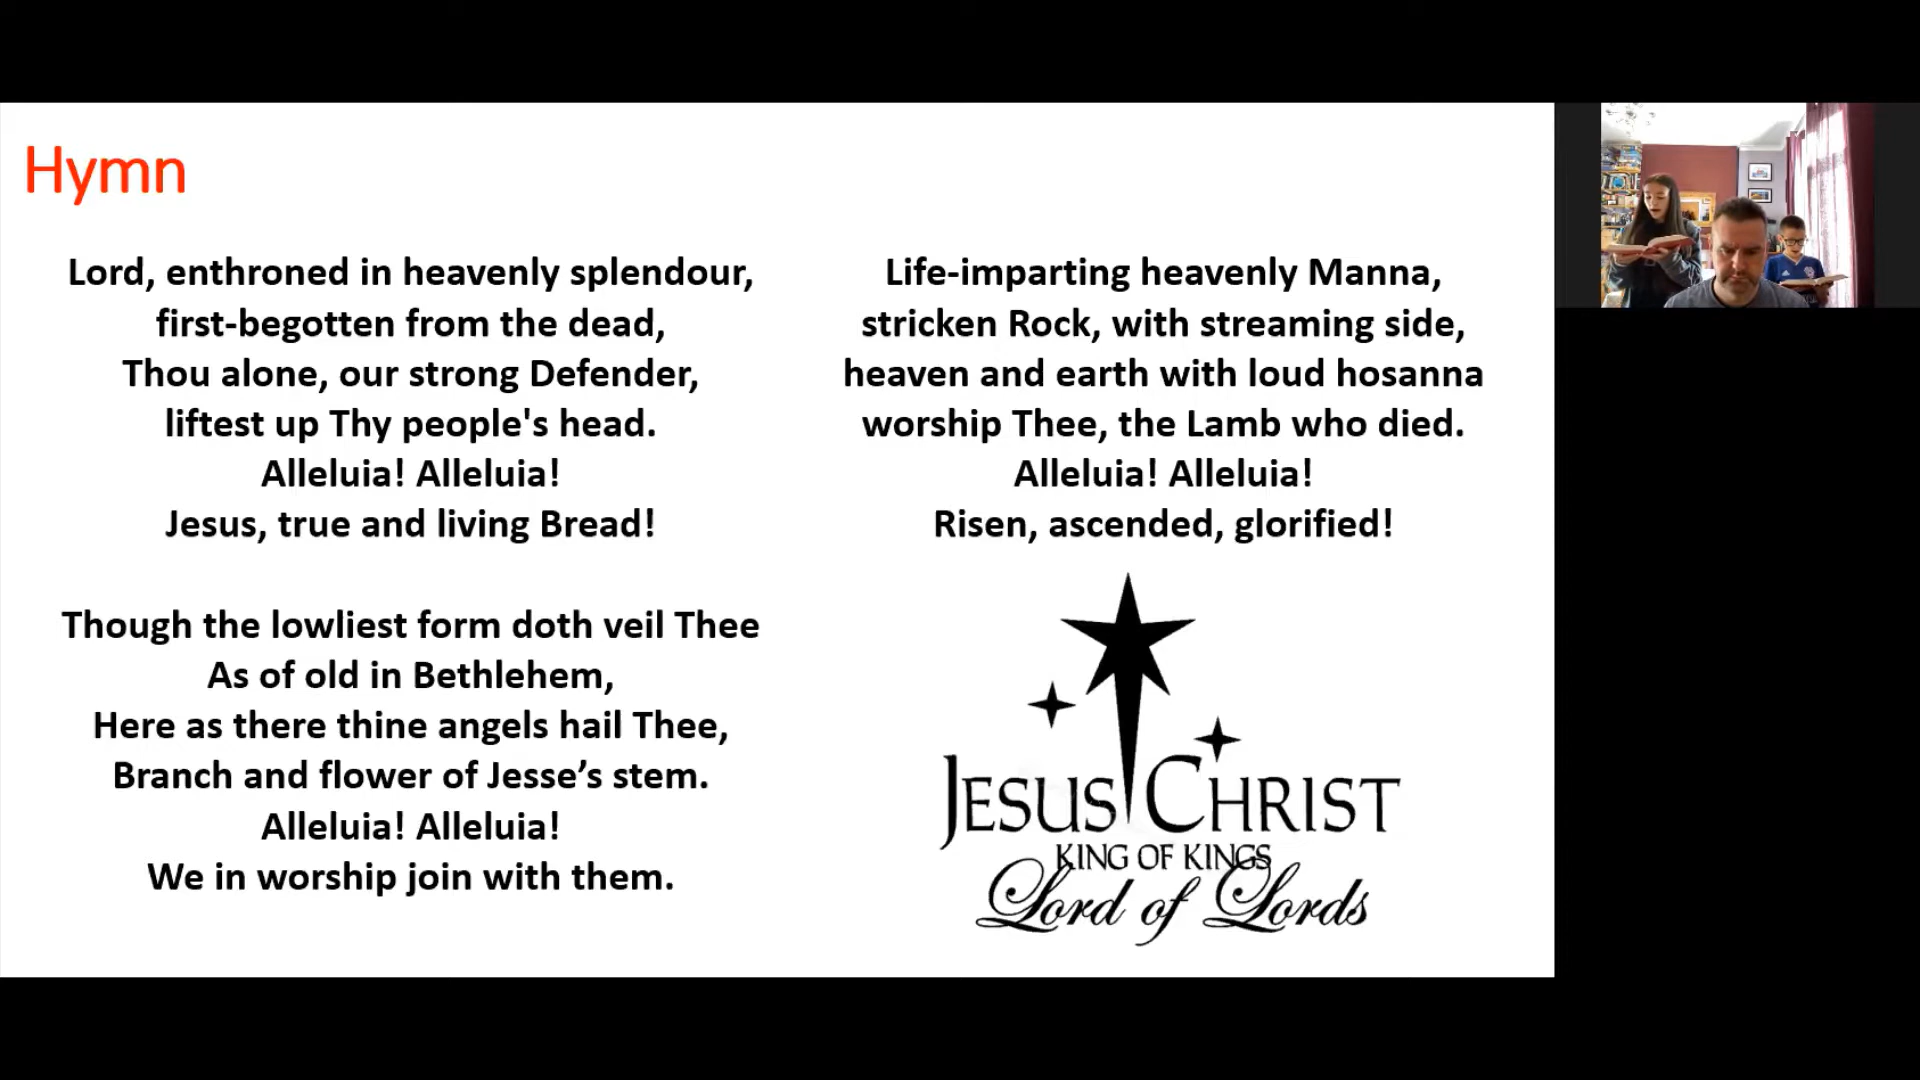 Hymn
Lord, enthroned in heavenly splendour,
first-begotten from the dead,
Thou alone, our strong Defender,
liftest up Thy people's head.
Alleluia! Alleluia!
Jesus, true and living Bread!
Though the lowliest form doth veil Thee
As of old in Bethlehem,
Here as there thine angels hail Thee,
Branch and flower of Jesse’s stem.
Alleluia! Alleluia!
We in worship join with them.
Life-imparting heavenly Manna,
stricken Rock, with streaming side,
heaven and earth with loud hosanna
worship Thee, the Lamb who died.
Alleluia! Alleluia!
Risen, ascended, glorified!
JESUS CHRIST
KING OF KINGS
Lord of Lords